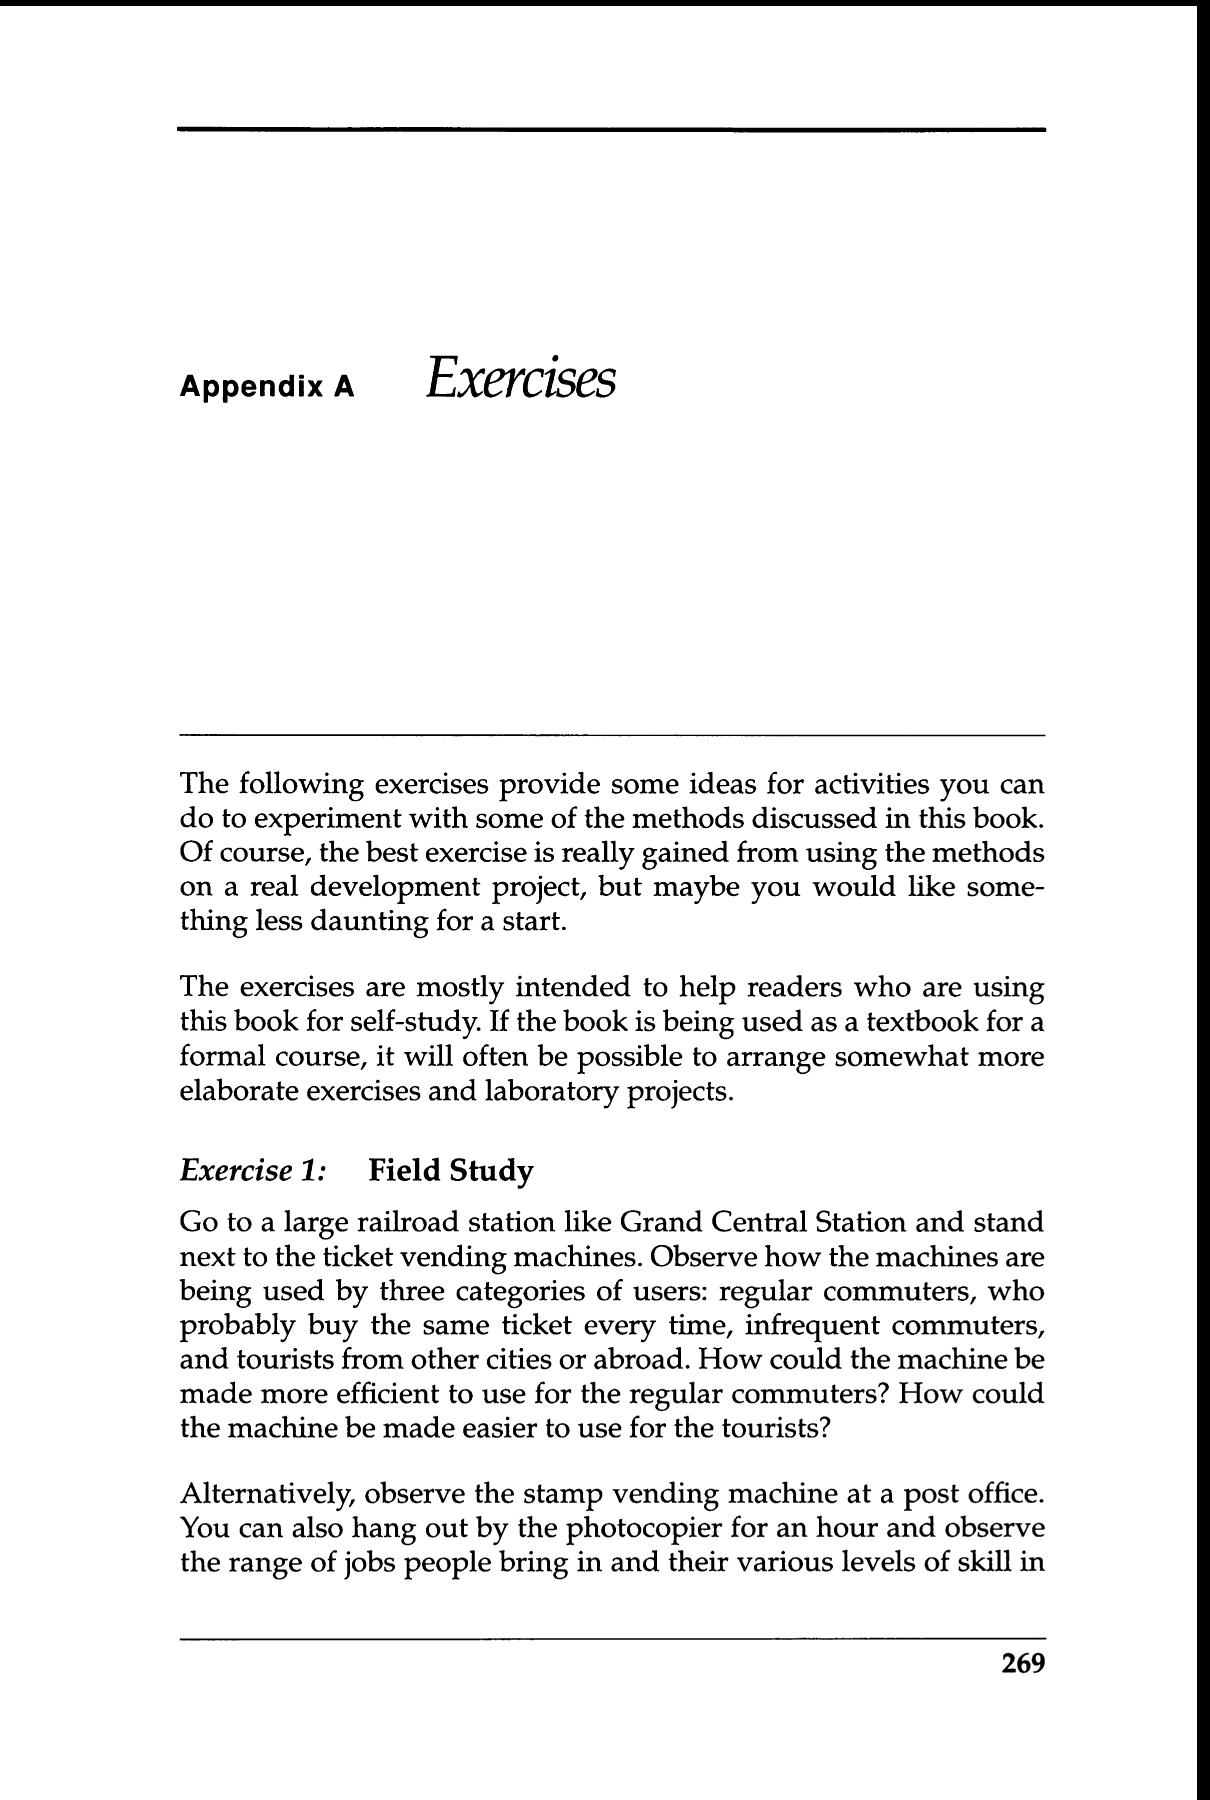 Appendix A Exercises
The following exercises provide some ideas for activities you can
do to experiment with some of the methods discussed in this book.
Of course, the best exercise is really gained from using the methods
on a real development project, but maybe you would like some-
thing less daunting for a start.
The exercises are mostly intended to help readers who are using
this book for self-study. If the book is being used as a textbook for a
formal course, it will often be possible to arrange somewhat more
elaborate exercises and laboratory projects.
Exercise 1: Field Study
Go to a large railroad station like Grand Central Station and stand
next to the ticket vending machines. Observe how the machines are
being used by three categories of users: regular commuters, who
probably buy the same ticket every time, infrequent commuters,
and tourists from other cities or abroad. How could the machine be
made more efficient to use for the regular commuters? How could
the machine be made easier to use for the tourists?
Alternatively, observe the stamp vending machine at a post office.
You can also hang out by the photocopier for an hour and observe
the range of jobs people bring in and their various levels of skill in
269